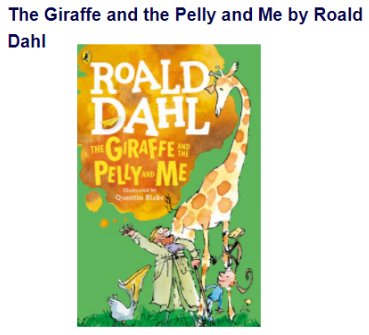 The Giraffe and the Pelly and Me by Roald
Dahl
ROALD
DAHL
THE GIRAFFE AND THE
PELLY AND ME
Illustrated by
Quentin Blake